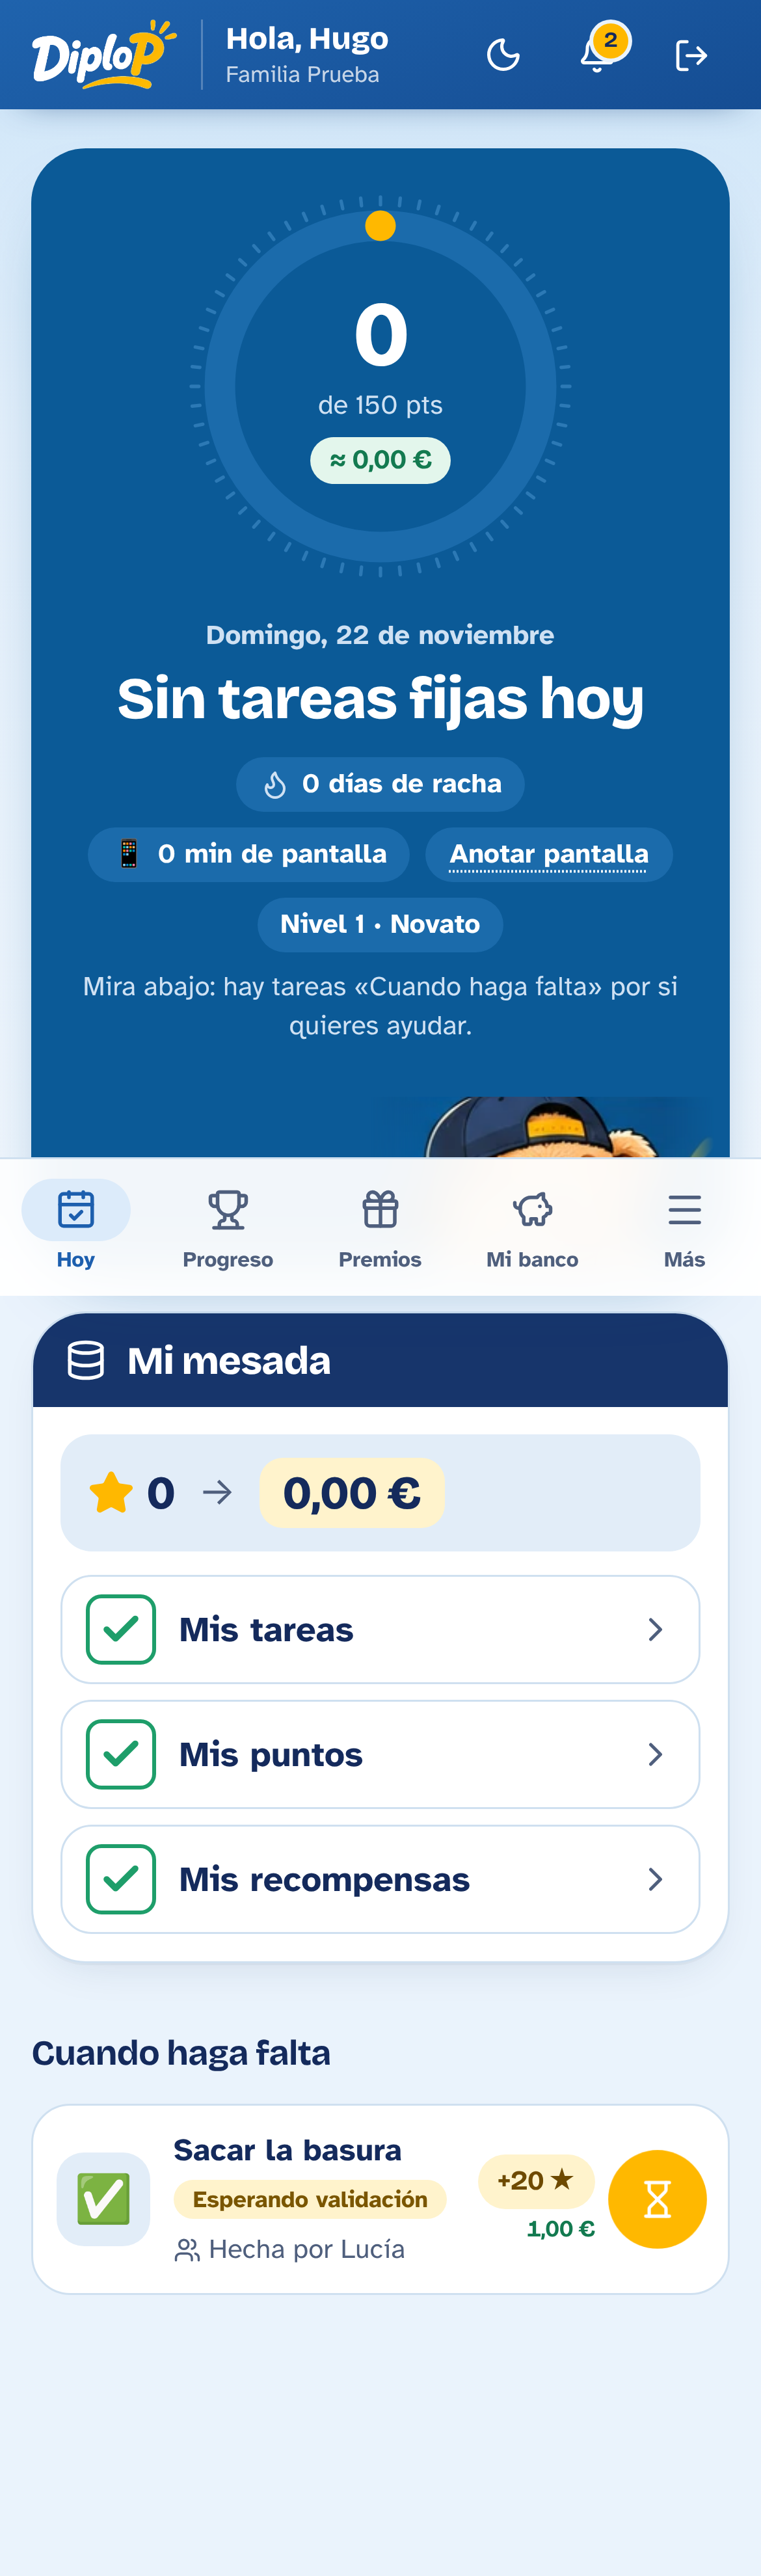 DiploP
Hola, Hugo
Familia Prueba
2
0
de 150 pts
≈ 0,00 €
Domingo, 22 de noviembre
Sin tareas fijas hoy
0 días de racha
0 min de pantalla
Anotar pantalla
Nivel 1 · Novato
Mira abajo: hay tareas «Cuando haga falta» por si
quieres ayudar.
Hoy
Progreso
Premios
Mi banco
Más
Mi mesada
0 → 0,00 €
Mis tareas
Mis puntos
Mis recompensas
Cuando haga falta
Sacar la basura
Esperando validación
Hecha por Lucía
+20 ★
1,00 €